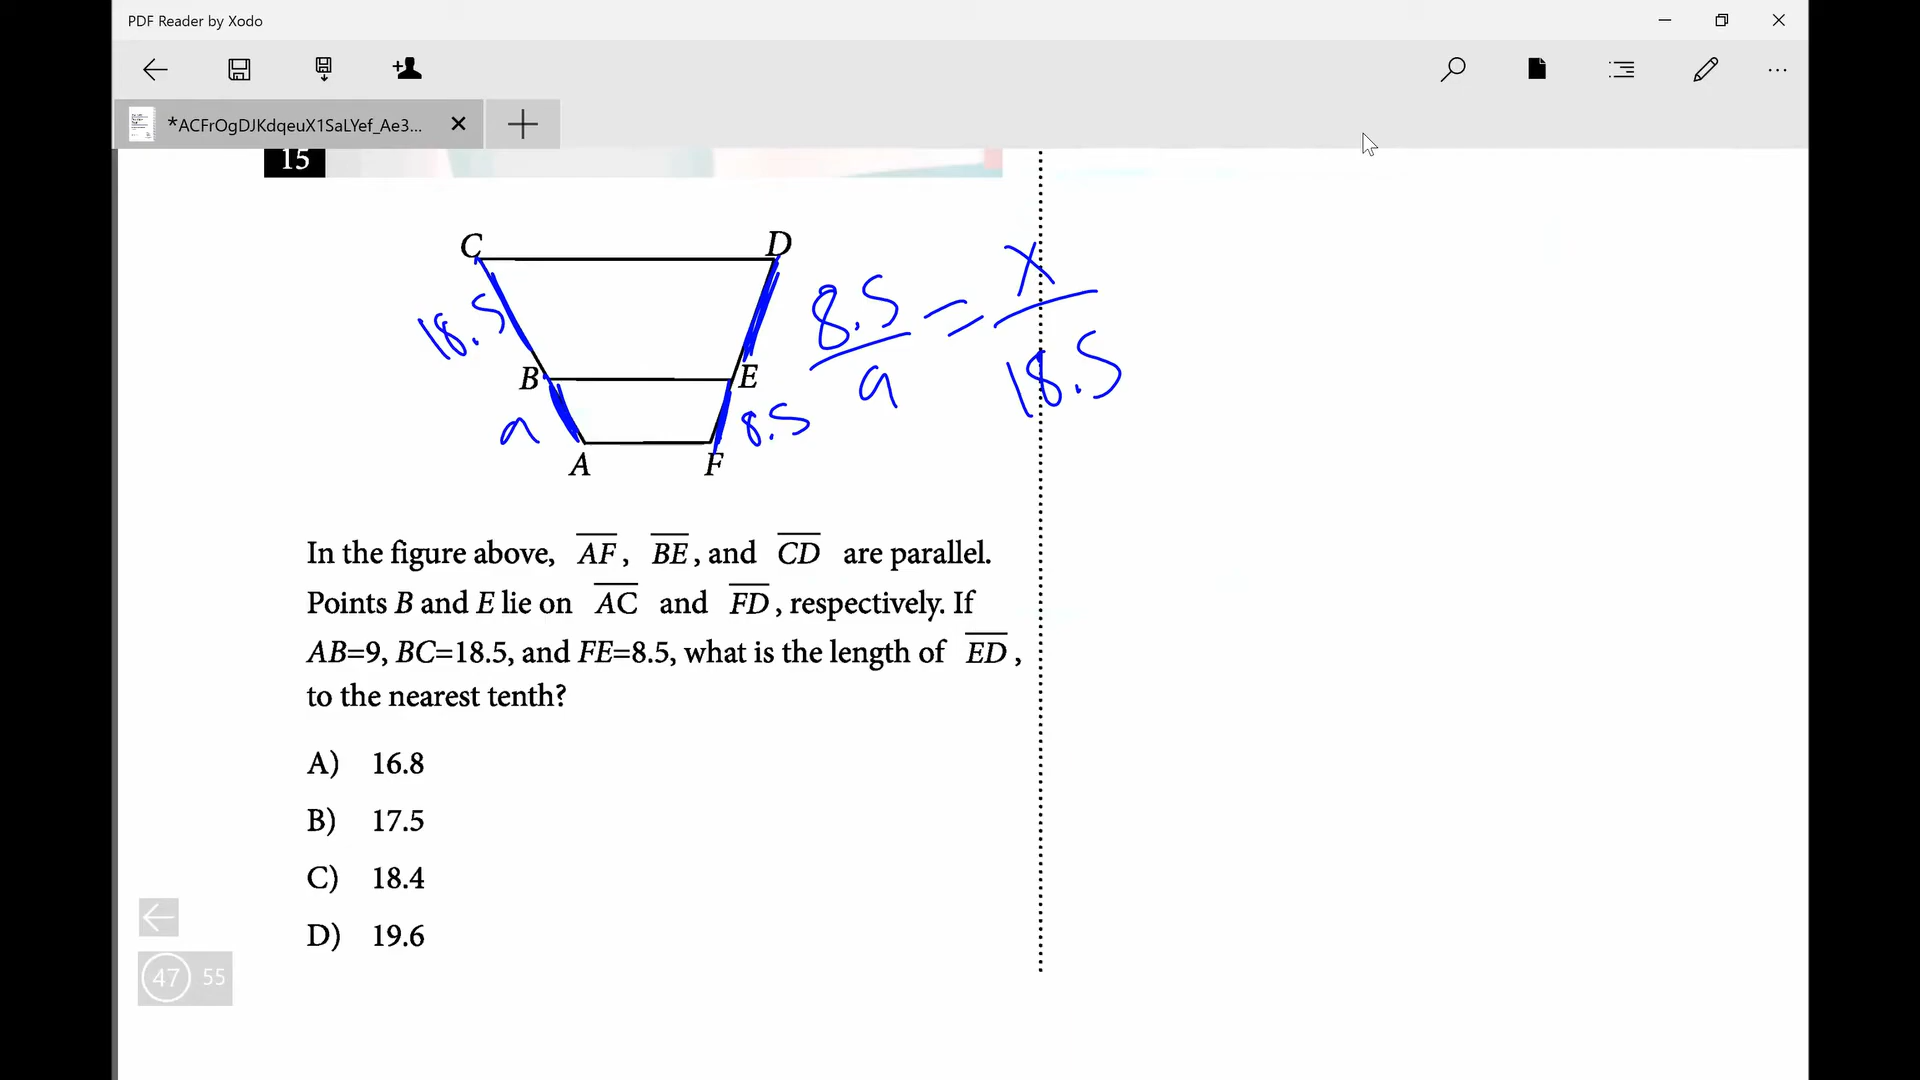 PDF Reader by Xodo
*ACFrOgDJKdqeuX1SaLYef_Ae3...
15
C
D
18.5
8.5/9 = x/18.5
B
E
9
8.5
A
F
In the figure above, AF, BE, and CD are parallel.
Points B and E lie on AC and FD, respectively. If
AB=9, BC=18.5, and FE=8.5, what is the length of ED,
to the nearest tenth?
A) 16.8
B) 17.5
C) 18.4
D) 19.6
47 55